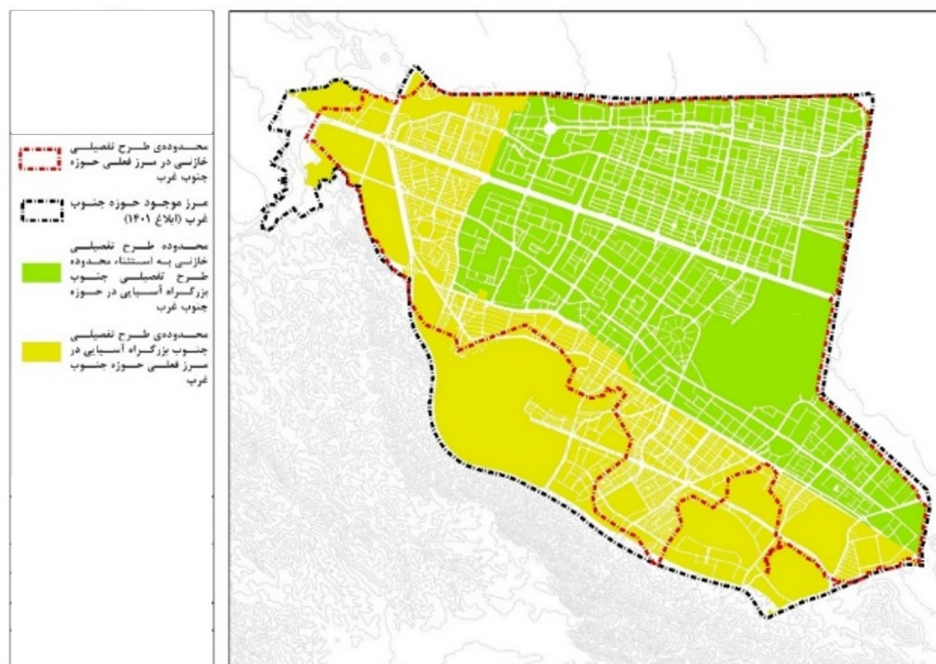 محدوده‌ی طرح تفصیلی
خازنی در مرز فعلی حوزه
جنوب غرب
مرز موجود حوزه جنوب
غرب (ابلاغ ۱۴۰۱)
محدوده طرح تفصیلی
خازنی به استثناء محدوده
طرح تفصیلی جنوب
بزرگراه آسیایی در حوزه
جنوب غرب
محدوده‌ی طرح تفصیلی
جنوب بزرگراه آسیایی در
مرز فعلی حوزه جنوب
غرب